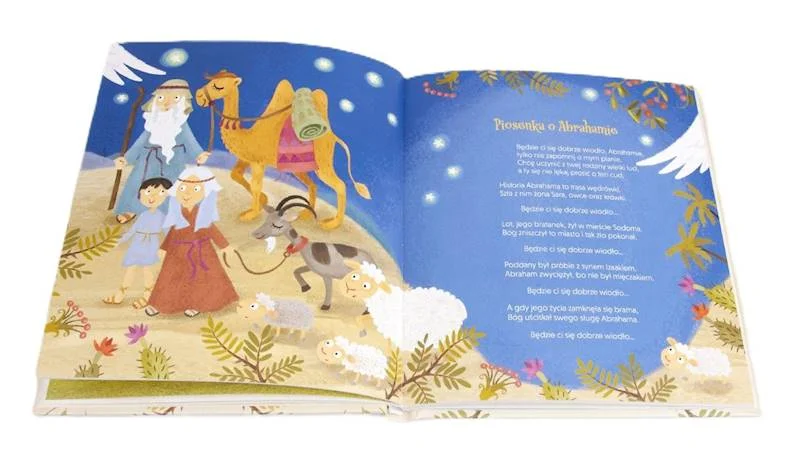 Piosenka o Abrahamie
Będzie ci się dobrze wiodło, Abrahamie,
tylko nie zapomnij o mym planie.
Chcę uczynić z twej rodziny wielki lud,
a ty się nie lękaj, prosić o ten cud.
Historia Abrahama to trasa wędrówki.
Szła z nim żona Sara, owce oraz krówki.
Będzie ci się dobrze wiodło...
Lot, jego bratanek, żył w mieście Sodoma.
Bóg zniszczył to miasto i tak zło pokonał.
Będzie ci się dobrze wiodło...
Poddany był próbie z synem Izaakiem,
Abraham zwyciężył, bo nie był mięczakiem.
Będzie ci się dobrze wiodło...
A gdy jego życia zamknęła się brama,
Bóg uściskał swego sługę Abrahama.
Będzie ci się dobrze wiodło...